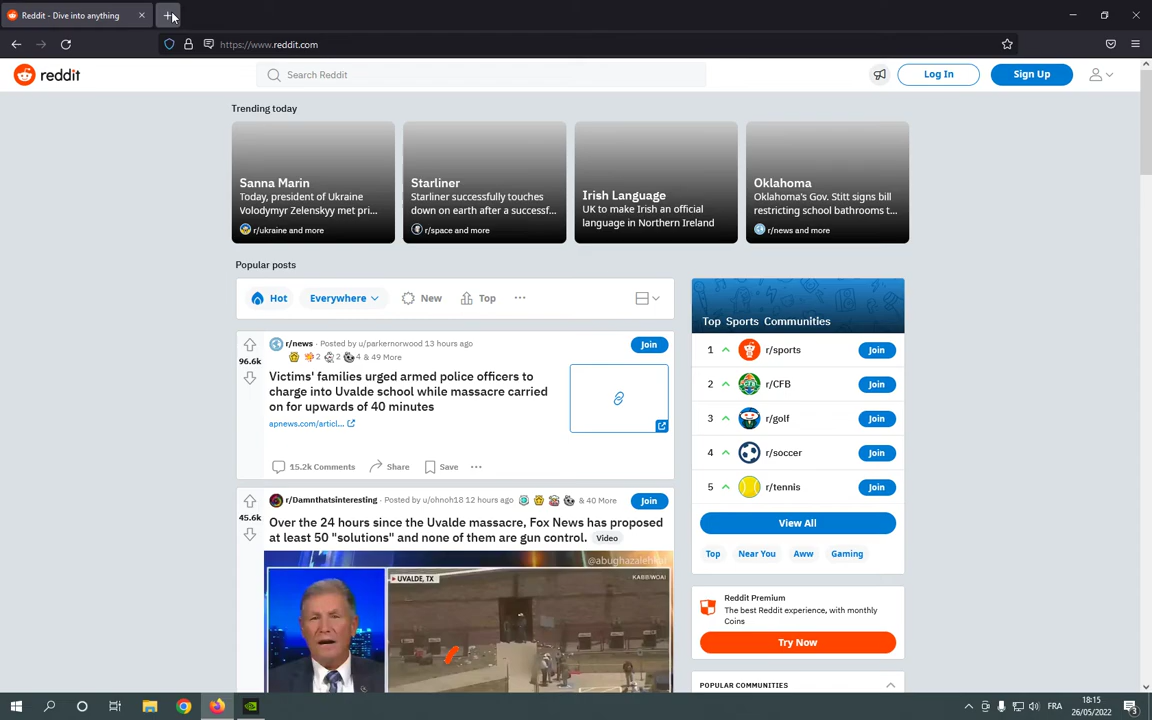 Reddit - Dive into anything
https://www.reddit.com
reddit
Search Reddit
Log In
Sign Up
Trending today
Sanna Marin
Today, president of Ukraine
Volodymyr Zelenskyy met pri...
r/ukraine and more
Starliner
Starliner successfully touches
down on earth after a successf...
r/space and more
Irish Language
UK to make Irish an official
language in Northern Ireland
Oklahoma
Oklahoma's Gov. Stitt signs bill
restricting school bathrooms t...
r/news and more
Popular posts
Hot
Everywhere
New
Top
r/news
Posted by u/parkernorwood 13 hours ago
Join
2
2
4 & 49 More
96.6k
Victims' families urged armed police officers to
charge into Uvalde school while massacre carried
on for upwards of 40 minutes
apnews.com/articl...
15.2k Comments
Share
Save
r/Damnthatsinteresting
Posted by u/ohnoh18 12 hours ago
& 40 More
Join
45.6k
Over the 24 hours since the Uvalde massacre, Fox News has proposed
at least 50 "solutions" and none of them are gun control.
Video
@abughazalehkat
UVALDE, TX
KABB/WOAI
Top Sports Communities
1
r/sports
Join
2
r/CFB
Join
3
r/golf
Join
4
r/soccer
Join
5
r/tennis
Join
View All
Top
Near You
Aww
Gaming
Reddit Premium
The best Reddit experience, with monthly
Coins
Try Now
POPULAR COMMUNITIES
FRA
18:15
26/05/2022
3